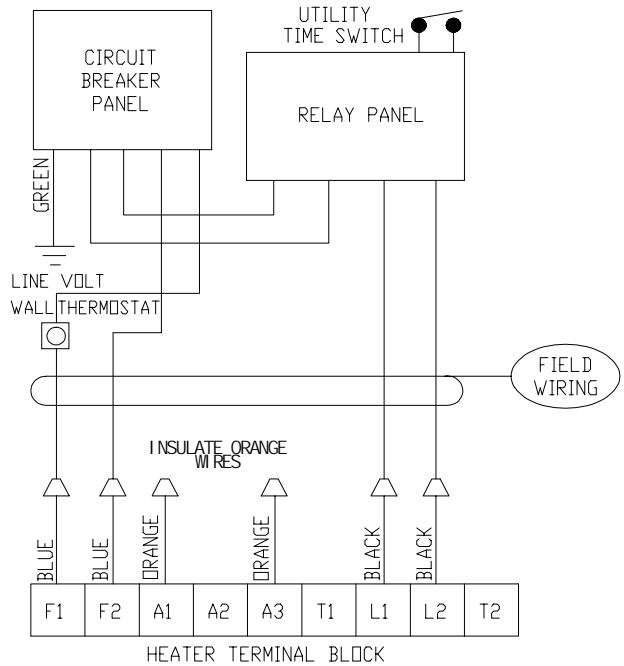 UTILITY
TIME SWITCH
CIRCUIT
BREAKER
PANEL
RELAY PANEL
GREEN
LINE VOLT
WALL THERMOSTAT
FIELD
WIRING
INSULATE ORANGE
WIRES
BLUE
BLUE
ORANGE
ORANGE
BLACK
BLACK
F1 F2 A1 A2 A3 T1 L1 L2 T2
HEATER TERMINAL BLOCK